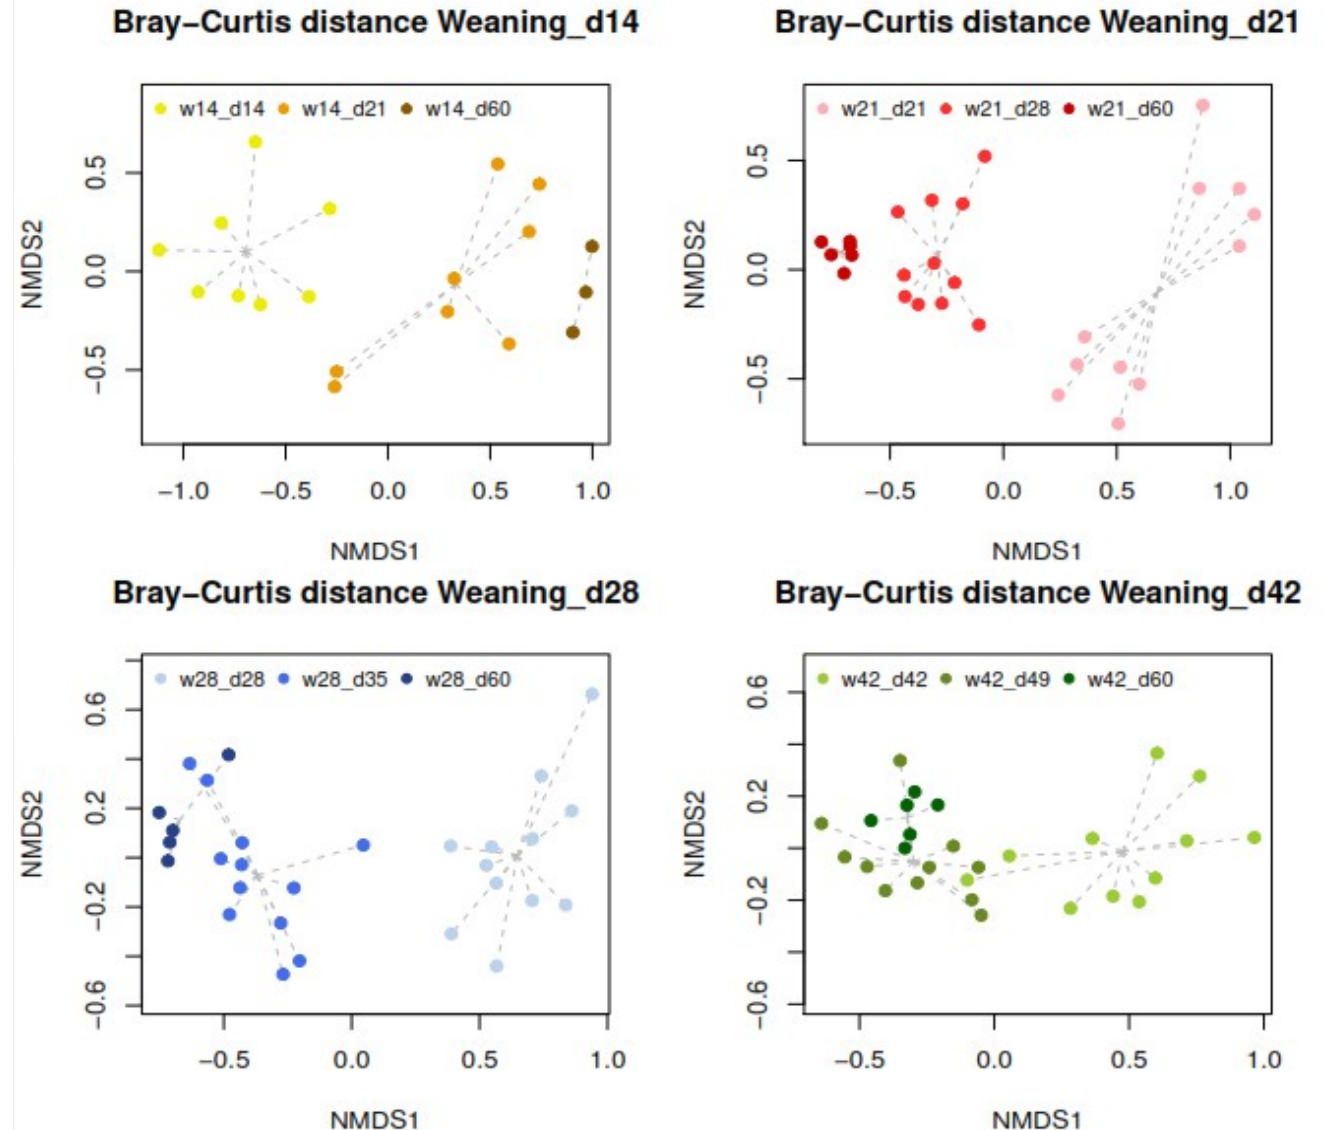 Bray−Curtis distance Weaning_d14
w14_d14 w14_d21 w14_d60
0.5
0.0
−0.5
NMDS2
−1.0 −0.5 0.0 0.5 1.0
NMDS1
Bray−Curtis distance Weaning_d21
w21_d21 w21_d28 w21_d60
0.5
0.0
−0.5
NMDS2
−0.5 0.0 0.5 1.0
NMDS1
Bray−Curtis distance Weaning_d28
w28_d28 w28_d35 w28_d60
0.6
0.2
−0.2
−0.6
NMDS2
−0.5 0.0 0.5 1.0
NMDS1
Bray−Curtis distance Weaning_d42
w42_d42 w42_d49 w42_d60
0.6
0.2
−0.2
−0.6
NMDS2
−0.5 0.0 0.5 1.0
NMDS1